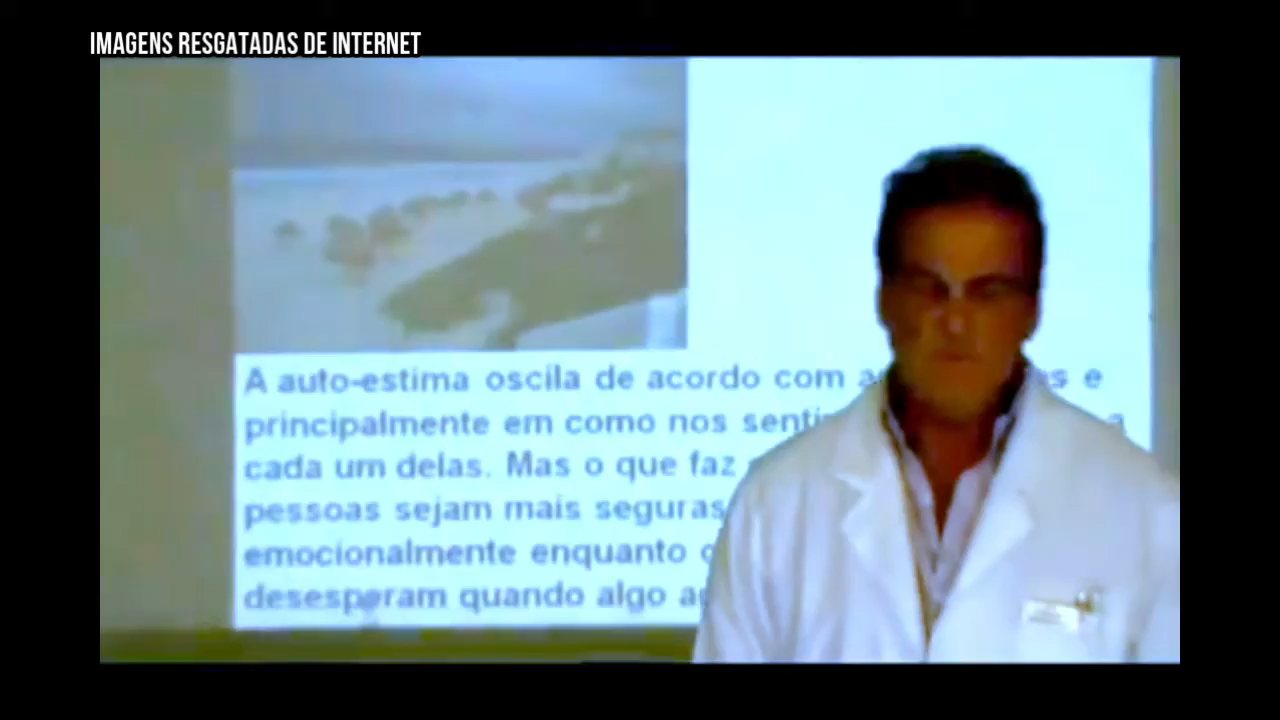 IMAGENS RESGATADAS DE INTERNET
A auto-estima oscila de acordo com e
principalmente em como nos a
cada um delas. Mas o que faz
pessoas sejam mais seguras
emocionalmente enquanto
desesperam quando algo